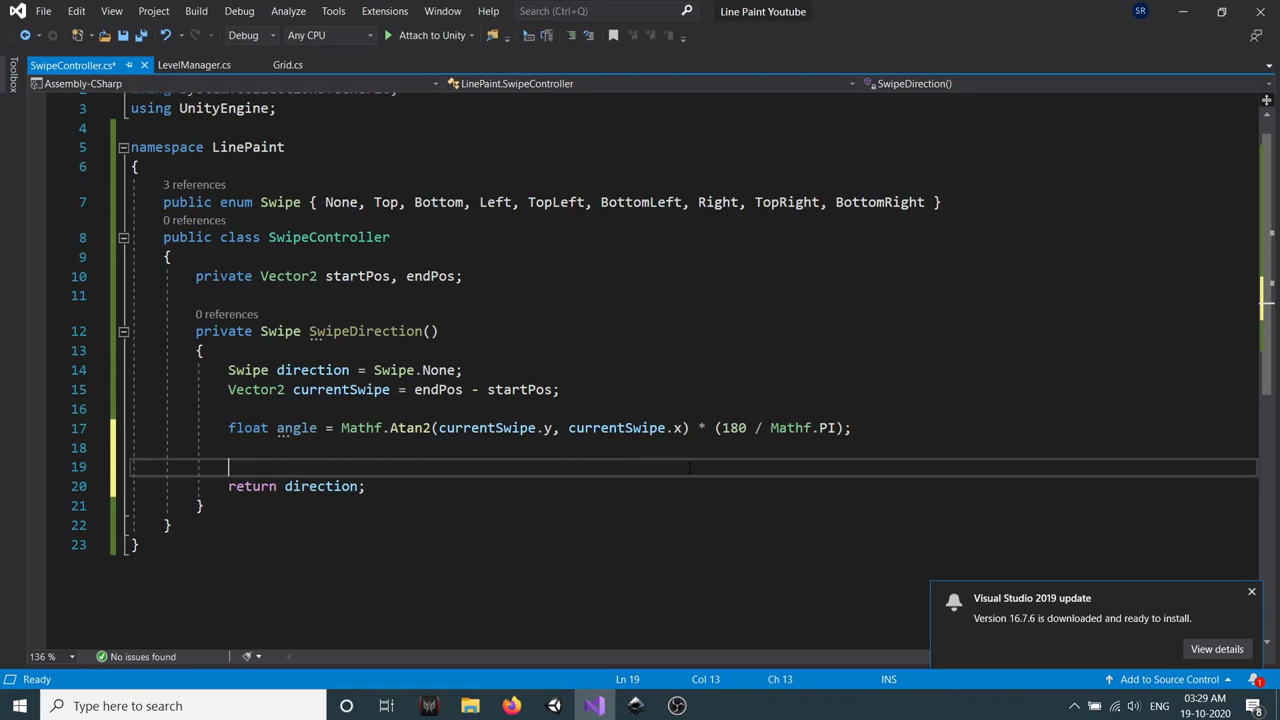 File Edit View Project Build Debug Analyze Tools Extensions Window Help Search (Ctrl+Q) Line Paint Youtube SR
Debug Any CPU Attach to Unity
Toolbox
SwipeController.cs* LevelManager.cs Grid.cs
Assembly-CSharp LinePaint.SwipeController SwipeDirection()
3 using UnityEngine;
4
5 namespace LinePaint
6 {
3 references
7 public enum Swipe { None, Top, Bottom, Left, TopLeft, BottomLeft, Right, TopRight, BottomRight }
0 references
8 public class SwipeController
9 {
10 private Vector2 startPos, endPos;
11
0 references
12 private Swipe SwipeDirection()
13 {
14 Swipe direction = Swipe.None;
15 Vector2 currentSwipe = endPos - startPos;
16
17 float angle = Mathf.Atan2(currentSwipe.y, currentSwipe.x) * (180 / Mathf.PI);
18
19
20 return direction;
21 }
22 }
23 }
Visual Studio 2019 update
Version 16.7.6 is downloaded and ready to install.
View details
136 % No issues found
Ready Ln 19 Col 13 Ch 13 INS Add to Source Control 1
Type here to search ENG 03:29 AM
19-10-2020 8